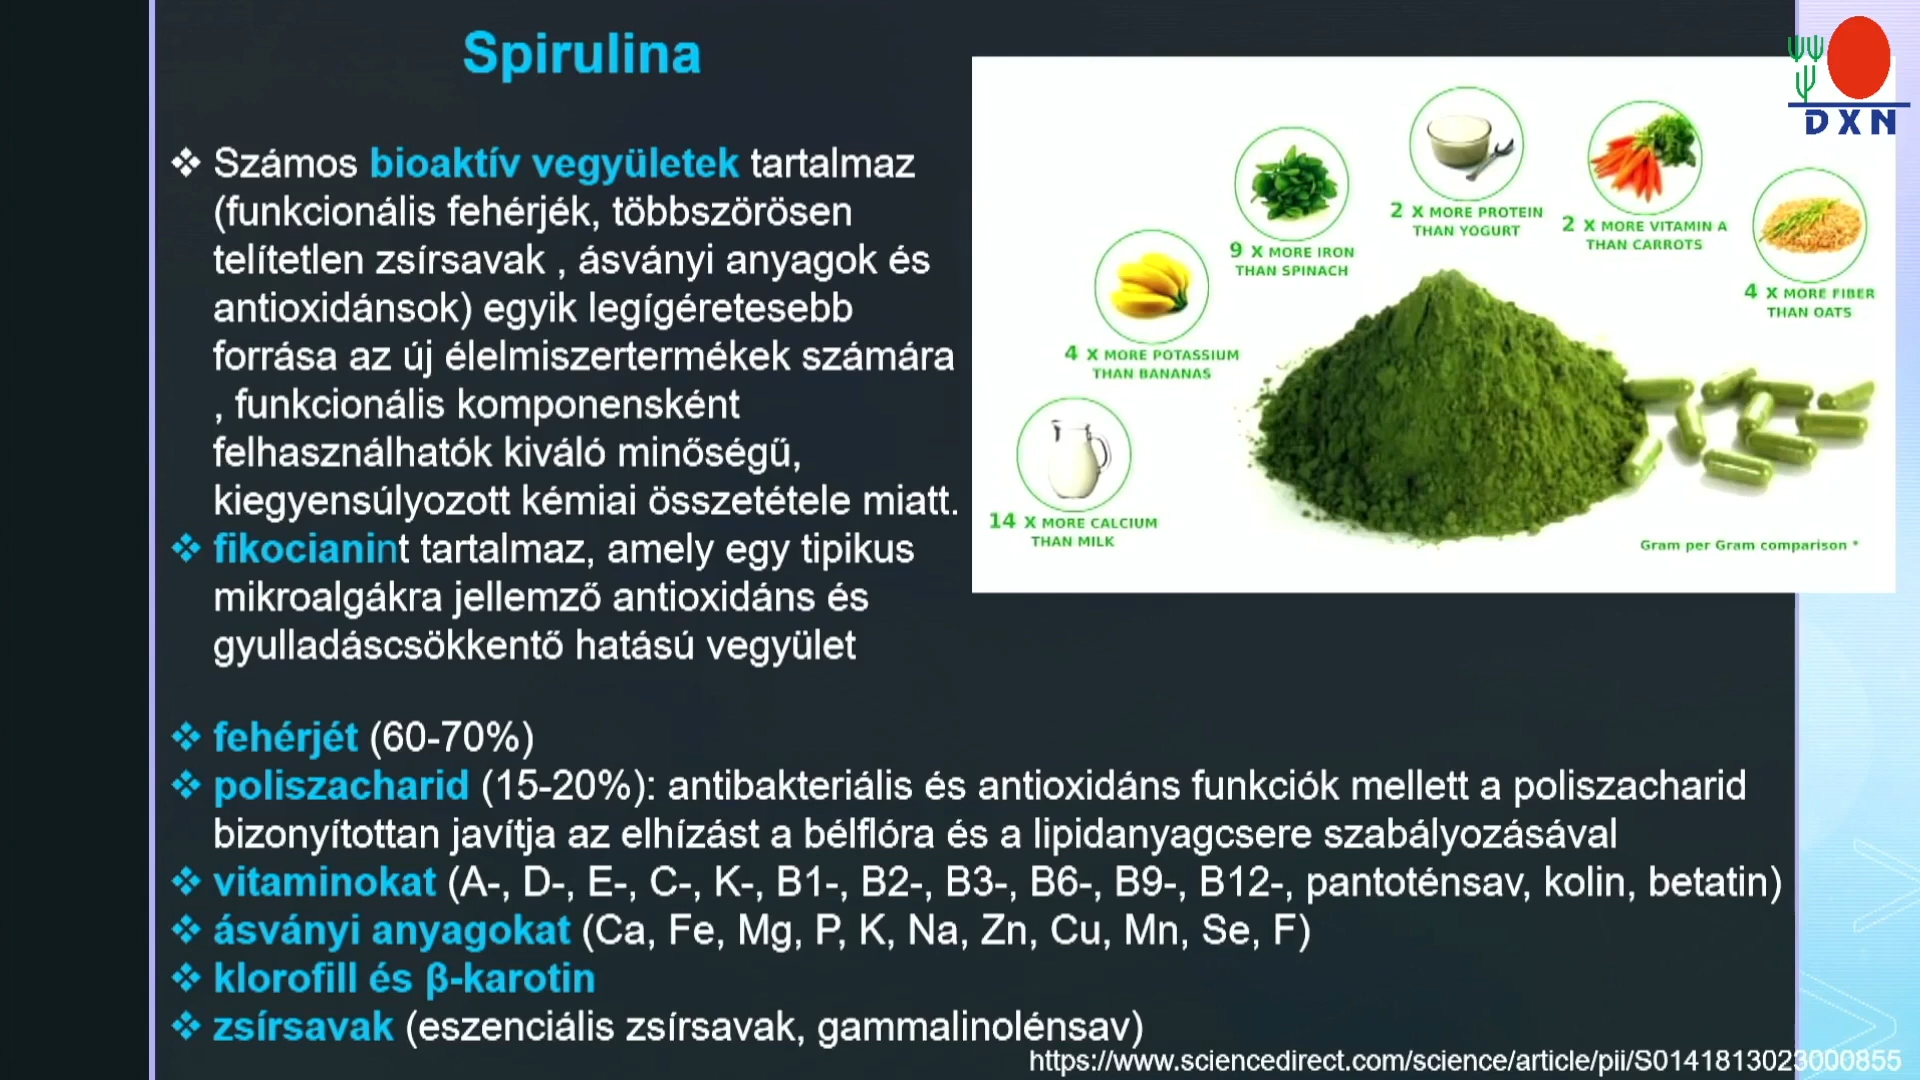 Spirulina
❖ Számos bioaktív vegyületek tartalmaz
(funkcionális fehérjék, többszörösen
telítetlen zsírsavak , ásványi anyagok és
antioxidánsok) egyik legígéretesebb
forrása az új élelmiszertermékek számára
, funkcionális komponensként
felhasználhatók kiváló minőségű,
kiegyensúlyozott kémiai összetétele miatt.
❖ fikocianint tartalmaz, amely egy tipikus
mikroalgákra jellemző antioxidáns és
gyulladáscsökkentő hatású vegyület
❖ fehérjét (60-70%)
❖ poliszacharid (15-20%): antibakteriális és antioxidáns funkciók mellett a poliszacharid
bizonyítottan javítja az elhízást a bélflóra és a lipidanyagcsere szabályozásával
❖ vitaminokat (A-, D-, E-, C-, K-, B1-, B2-, B3-, B6-, B9-, B12-, pantoténsav, kolin, betatin)
❖ ásványi anyagokat (Ca, Fe, Mg, P, K, Na, Zn, Cu, Mn, Se, F)
❖ klorofill és β-karotin
❖ zsírsavak (eszenciális zsírsavak, gammalinolénsav)
14 X MORE CALCIUM
THAN MILK
4 X MORE POTASSIUM
THAN BANANAS
9 X MORE IRON
THAN SPINACH
2 X MORE PROTEIN
THAN YOGURT
2 X MORE VITAMIN A
THAN CARROTS
4 X MORE FIBER
THAN OATS
Gram per Gram comparison *
DXN
https://www.sciencedirect.com/science/article/pii/S0141813023000855